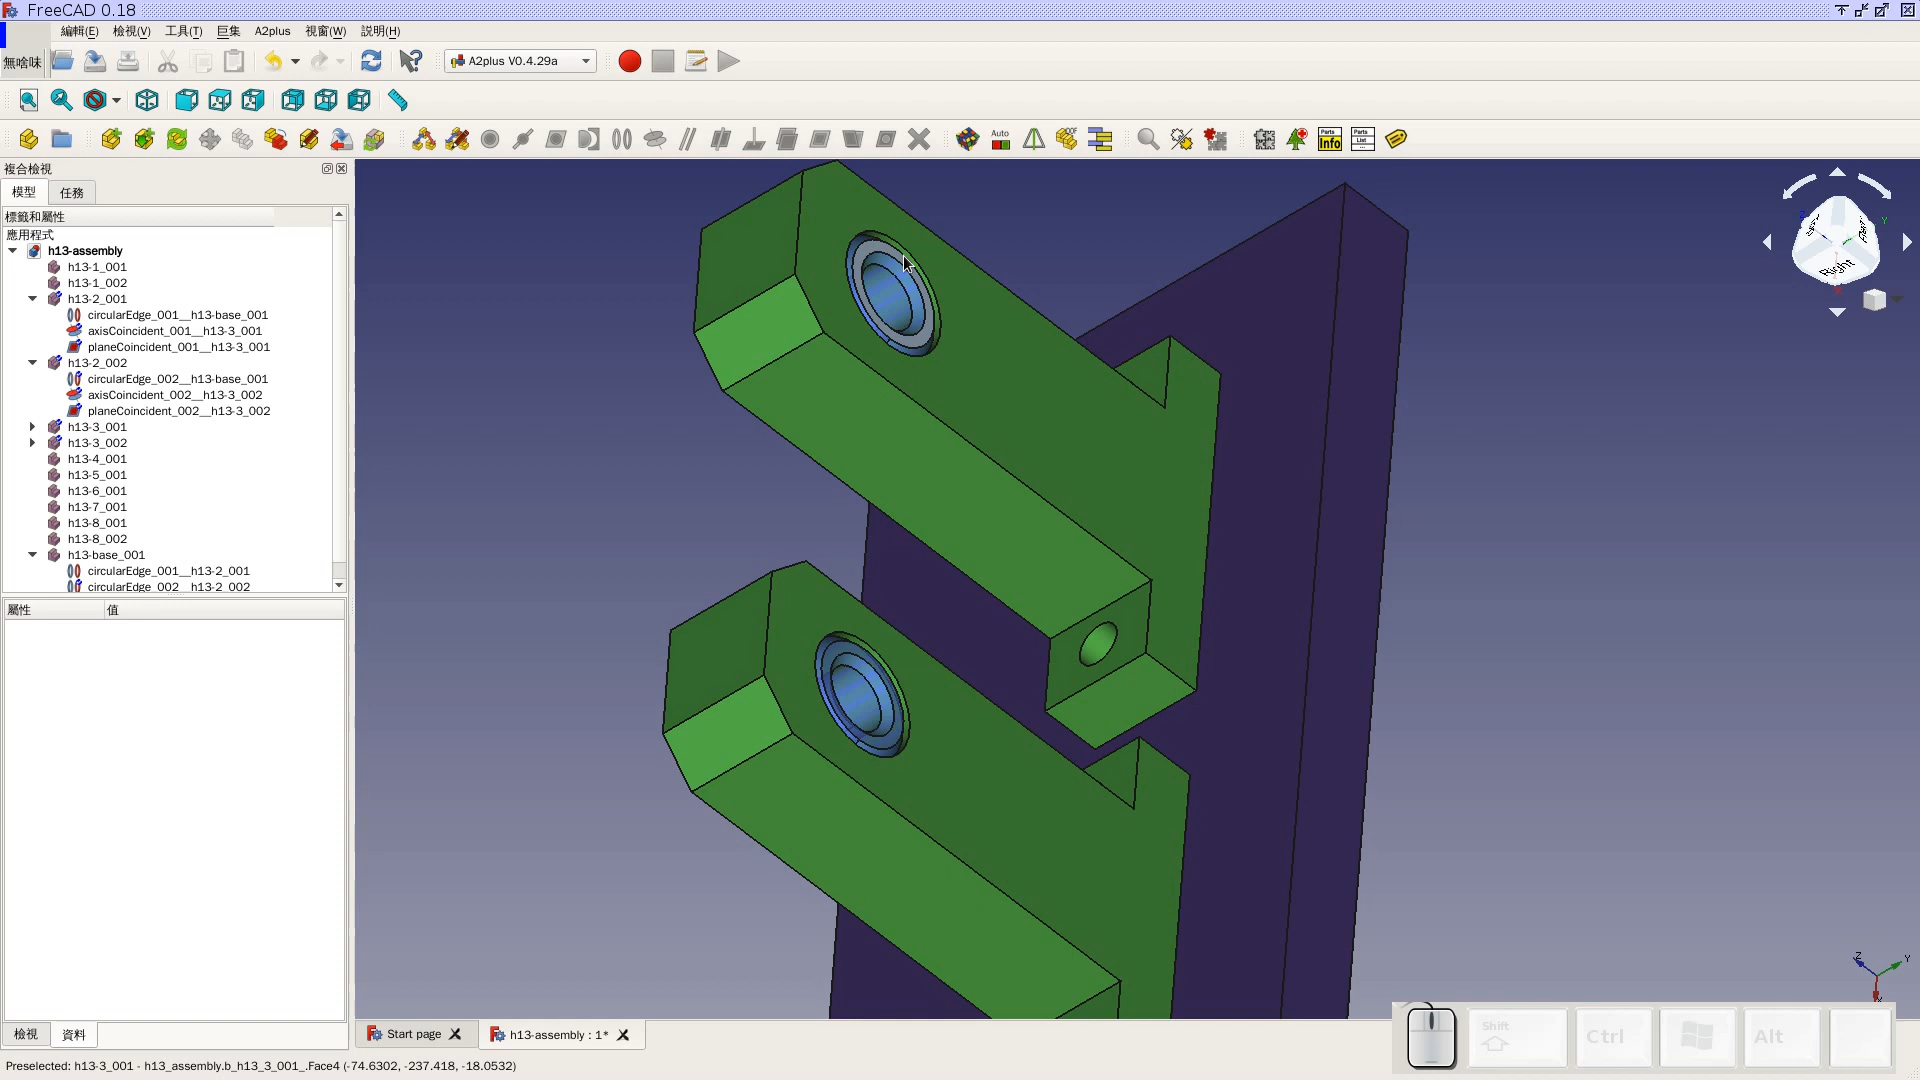 FreeCAD 0.18
編輯(E) 檢視(V) 工具(T) 巨集 A2plus 視窗(W) 說明(H)
無啥味
A2plus V0.4.29a
Auto
DOF
Parts Info
Parts List
複合檢視
模型 任務
標籤和屬性
應用程式
h13-assembly
h13-1_001
h13-1_002
h13-2_001
circularEdge_001__h13-base_001
axisCoincident_001__h13-3_001
planeCoincident_001__h13-3_001
h13-2_002
circularEdge_002__h13-base_001
axisCoincident_002__h13-3_002
planeCoincident_002__h13-3_002
h13-3_001
h13-3_002
h13-4_001
h13-5_001
h13-6_001
h13-7_001
h13-8_001
h13-8_002
h13-base_001
circularEdge_001__h13-2_001
circularEdge_002__h13-2_002
屬性 值
檢視 資料
Right
Z Y
Start page
h13-assembly : 1*
Shift Ctrl Alt
Preselected: h13-3_001 - h13_assembly.b_h13_3_001_.Face4 (-74.6302, -237.418, -18.0532)